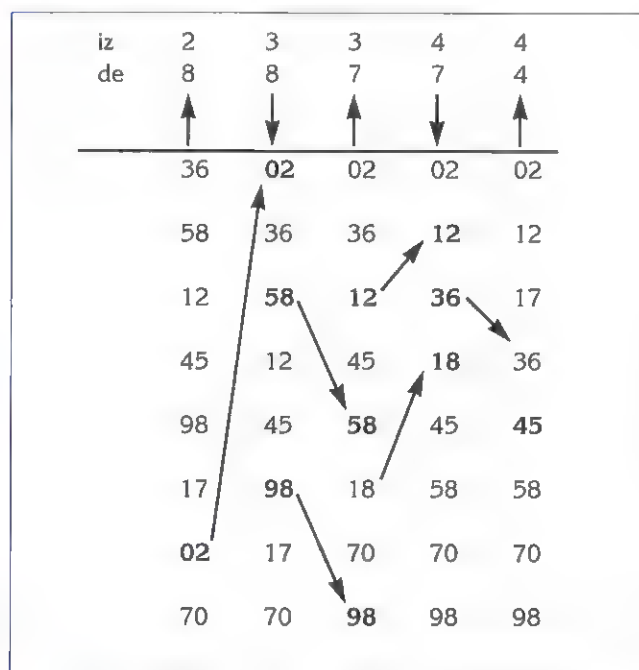 iz 2 3 3 4 4
de 8 8 7 7 4
36 02 02 02 02
58 36 36 12 12
12 58 12 36 17
45 12 45 18 36
98 45 58 45 45
17 98 18 58 58
02 17 70 70 70
70 70 98 98 98